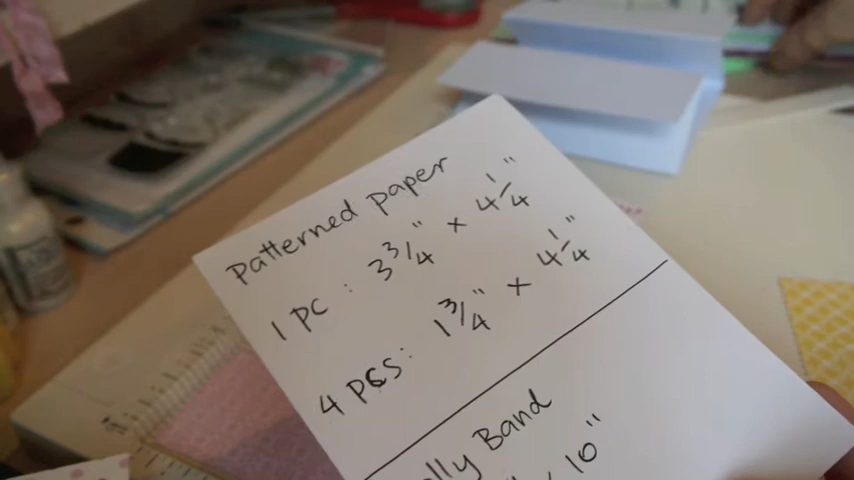 Patterned paper
1 PC : 3 3/4" x 4 1/4"
4 PCS: 1 3/4" x 4 1/4"
Band
10"